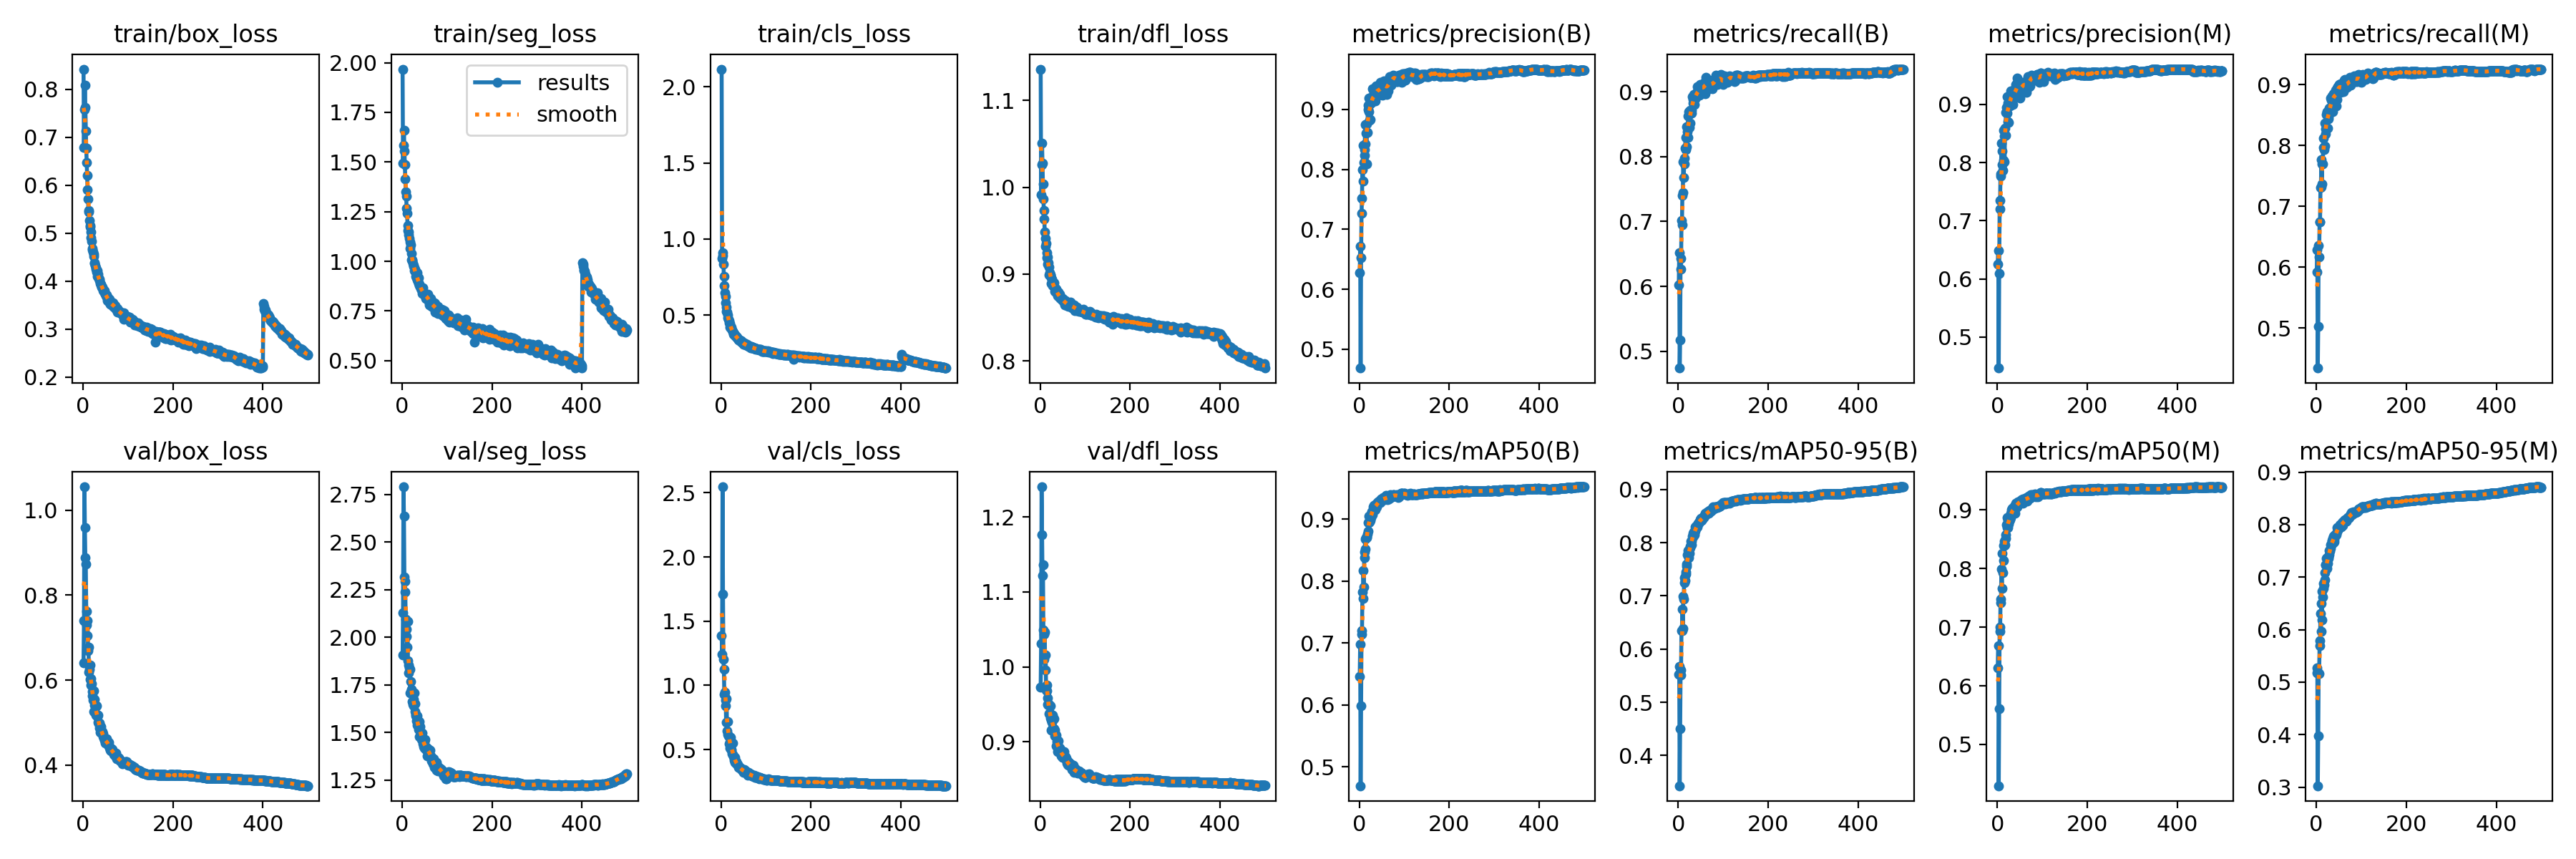 train/box_loss
train/seg_loss
train/cls_loss
train/dfl_loss
metrics/precision(B)
metrics/recall(B)
metrics/precision(M)
metrics/recall(M)
0.8
0.7
0.6
0.5
0.4
0.3
0.2
0 200 400
2.00
1.75
1.50
1.25
1.00
0.75
0.50
results
smooth
0 200 400
2.0
1.5
1.0
0.5
0 200 400
1.1
1.0
0.9
0.8
0 200 400
0.9
0.8
0.7
0.6
0.5
0 200 400
0.9
0.8
0.7
0.6
0.5
0 200 400
0.9
0.8
0.7
0.6
0.5
0 200 400
0.9
0.8
0.7
0.6
0.5
0 200 400
val/box_loss
val/seg_loss
val/cls_loss
val/dfl_loss
metrics/mAP50(B)
metrics/mAP50-95(B)
metrics/mAP50(M)
metrics/mAP50-95(M)
1.0
0.8
0.6
0.4
0 200 400
2.75
2.50
2.25
2.00
1.75
1.50
1.25
0 200 400
2.5
2.0
1.5
1.0
0.5
0 200 400
1.2
1.1
1.0
0.9
0 200 400
0.9
0.8
0.7
0.6
0.5
0 200 400
0.9
0.8
0.7
0.6
0.5
0.4
0 200 400
0.9
0.8
0.7
0.6
0.5
0 200 400
0.9
0.8
0.7
0.6
0.5
0.4
0.3
0 200 400